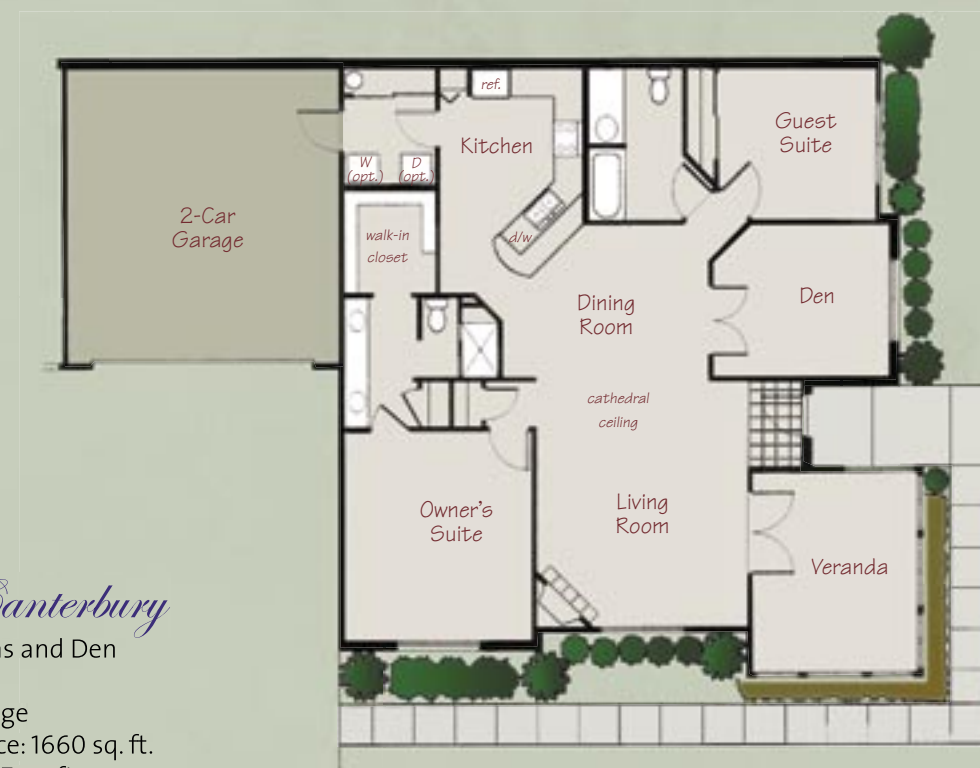 ref.
Guest
Suite
Kitchen
W
(opt.)
D
(opt.)
2-Car
Garage
walk-in
closet
d/w
Dining
Room
Den
cathedral
ceiling
Owner's
Suite
Living
Room
Veranda
anterbury
ns and Den
ge
ce: 1660 sq. ft.